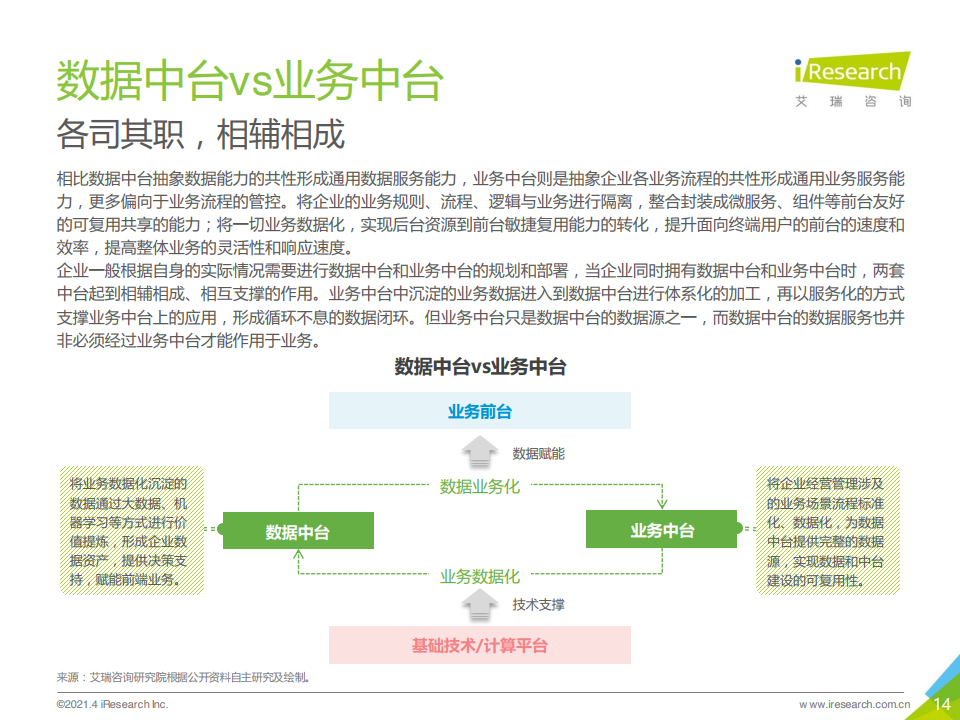 数据中台vs业务中台
iResearch
艾瑞咨询
各司其职，相辅相成
相比数据中台抽象数据能力的共性形成通用数据服务能力，业务中台则是抽象企业各业务流程的共性形成通用业务服务能
力，更多偏向于业务流程的管控。将企业的业务规则、流程、逻辑与业务进行隔离，整合封装成微服务、组件等前台友好
的可复用共享的能力；将一切业务数据化，实现后台资源到前台敏捷复用能力的转化，提升面向终端用户的前台的速度和
效率，提高整体业务的灵活性和响应速度。
企业一般根据自身的实际情况需要进行数据中台和业务中台的规划和部署，当企业同时拥有数据中台和业务中台时，两套
中台起到相辅相成、相互支撑的作用。业务中台中沉淀的业务数据进入到数据中台进行体系化的加工，再以服务化的方式
支撑业务中台上的应用，形成循环不息的数据闭环。但业务中台只是数据中台的数据源之一，而数据中台的数据服务也并
非必须经过业务中台才能作用于业务。
数据中台vs业务中台
业务前台
数据赋能
数据业务化
将业务数据化沉淀的
数据通过大数据、机
器学习等方式进行价
值提炼，形成企业数
据资产，提供决策支
持，赋能前端业务。
数据中台
业务中台
将企业经营管理涉及
的业务场景流程标准
化、数据化，为数据
中台提供完整的数据
源，实现数据和中台
建设的可复用性。
业务数据化
技术支撑
基础技术/计算平台
来源：艾瑞咨询研究院根据公开资料自主研究及绘制。
©2021.4 iResearch Inc.
www.iresearch.com.cn
14